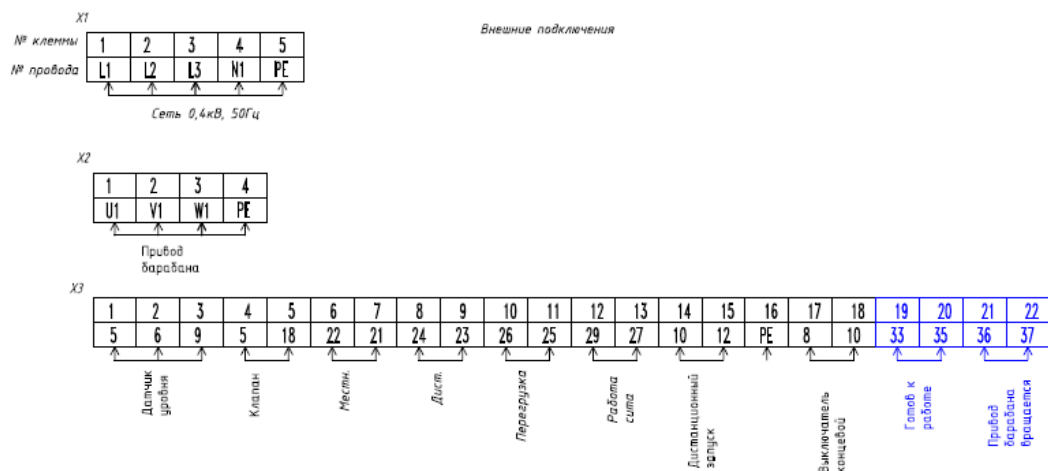 X1
Внешние подключения
№ клеммы 1 2 3 4 5
№ провода L1 L2 L3 N1 PE
Сеть 0,4кВ, 50Гц
X2
1 2 3 4
U1 V1 W1 PE
Привод
барабана
X3
1 2 3 4 5 6 7 8 9 10 11 12 13 14 15 16 17 18 19 20 21 22
5 6 9 5 18 22 21 24 23 26 25 29 27 10 12 PE 8 10 33 35 36 37
Датчик
уровня
Клапан
Местн.
Дист.
Перегрузка
Работа
сита
Дистанционный
запуск
Выключатель
концевой
Готов к
работе
Привод
барабана
вращается